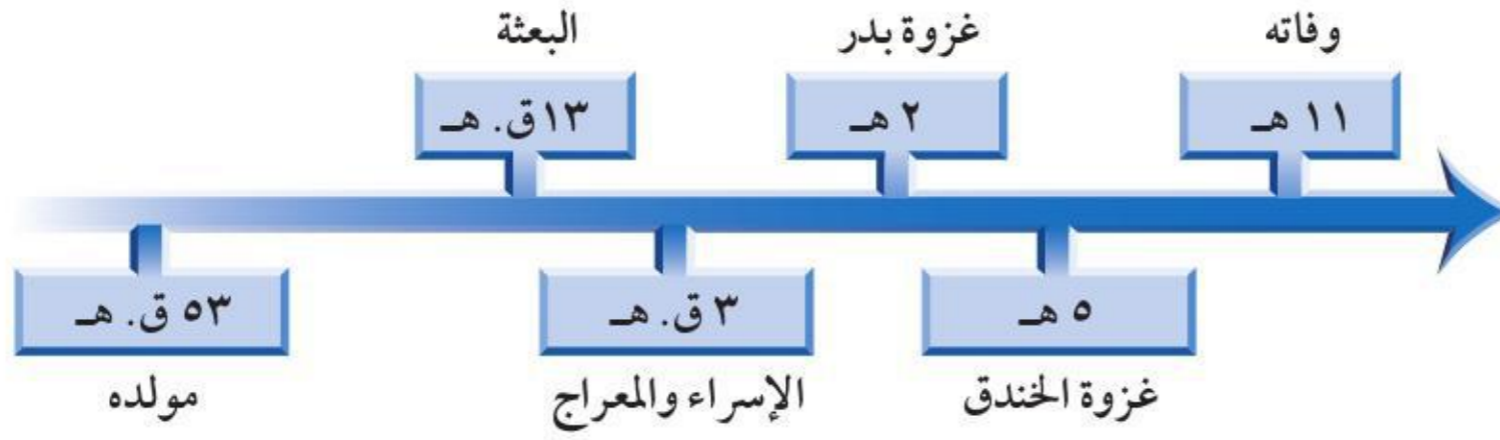 البعثة
غزوة بدر
وفاته
١٣ ق. هـ
٢ هـ
١١ هـ
٥٣ ق. هـ
٣ ق. هـ
٥ هـ
مولده
الإسراء والمعراج
غزوة الخندق